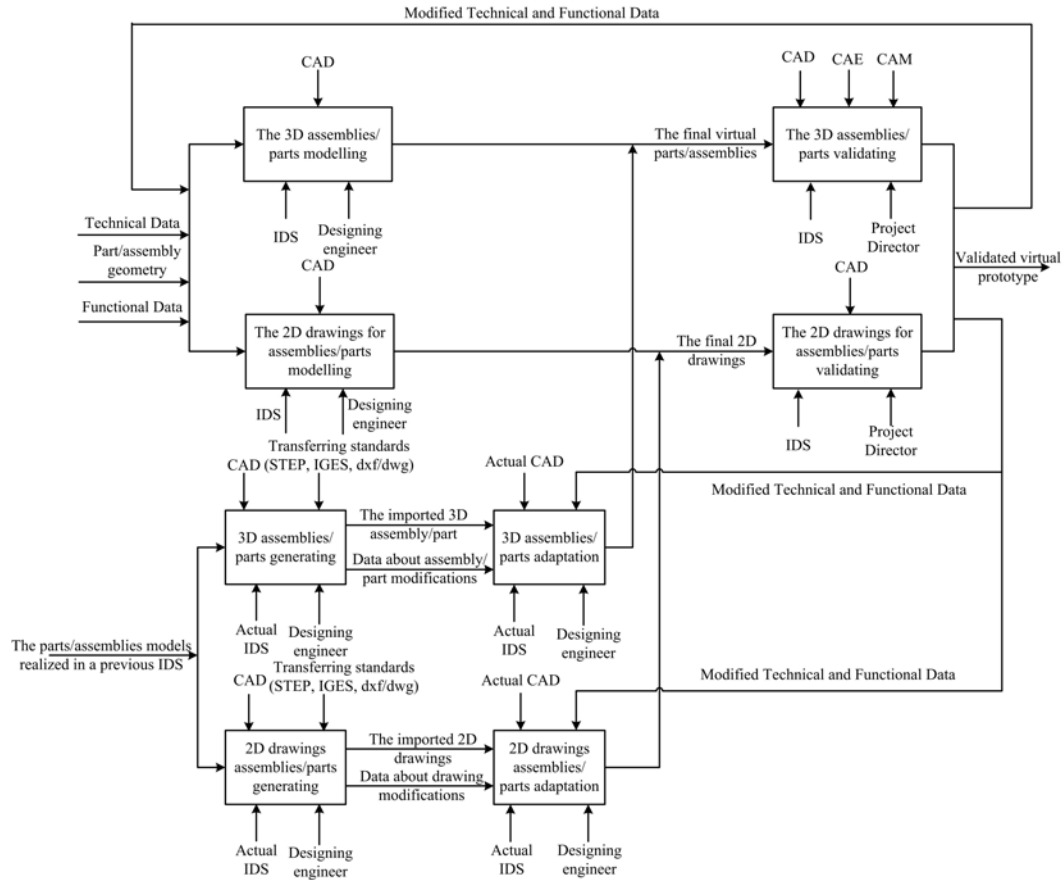 Modified Technical and Functional Data
CAD
CAD
CAE
CAM
The 3D assemblies/
parts modelling
The final virtual
parts/assemblies
The 3D assemblies/
parts validating
IDS
Designing
engineer
IDS
Project
Director
Technical Data
Part/assembly
geometry
Functional Data
Validated virtual
prototype
CAD
CAD
The 2D drawings for
assemblies/parts
modelling
The final 2D
drawings
The 2D drawings for
assemblies/parts
validating
IDS
Designing
engineer
IDS
Project
Director
Transferring standards
CAD (STEP, IGES, dxf/dwg)
Actual CAD
Modified Technical and Functional Data
3D assemblies/
parts generating
The imported 3D
assembly/part
Data about assembly/
part modifications
3D assemblies/
parts adaptation
Actual
IDS
Designing
engineer
Actual
IDS
Designing
engineer
The parts/assemblies models
realized in a previous IDS
Transferring standards
CAD (STEP, IGES, dxf/dwg)
Actual CAD
Modified Technical and Functional Data
2D drawings
assemblies/parts
generating
The imported 2D
drawings
Data about drawing
modifications
2D drawings
assemblies/
parts adaptation
Actual
IDS
Designing
engineer
Actual
IDS
Designing
engineer